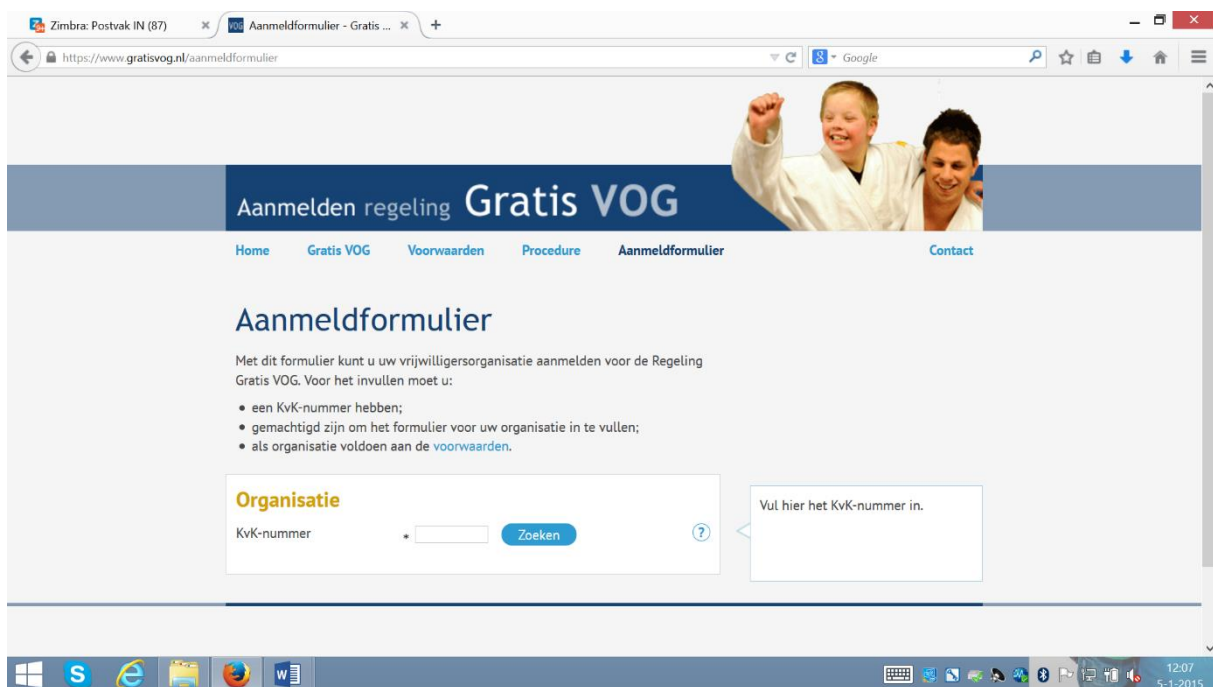 Zimbra: Postvak IN (87)
VOG Aanmeldformulier - Gratis ...
https://www.gratisvog.nl/aanmeldformulier
Google
Aanmelden regeling Gratis VOG
Home Gratis VOG Voorwaarden Procedure Aanmeldformulier Contact
Aanmeldformulier
Met dit formulier kunt u uw vrijwilligersorganisatie aanmelden voor de Regeling
Gratis VOG. Voor het invullen moet u:
• een KvK-nummer hebben;
• gemachtigd zijn om het formulier voor uw organisatie in te vullen;
• als organisatie voldoen aan de voorwaarden.
Organisatie
KvK-nummer * Zoeken ?
Vul hier het KvK-nummer in.
12:07
5-1-2015